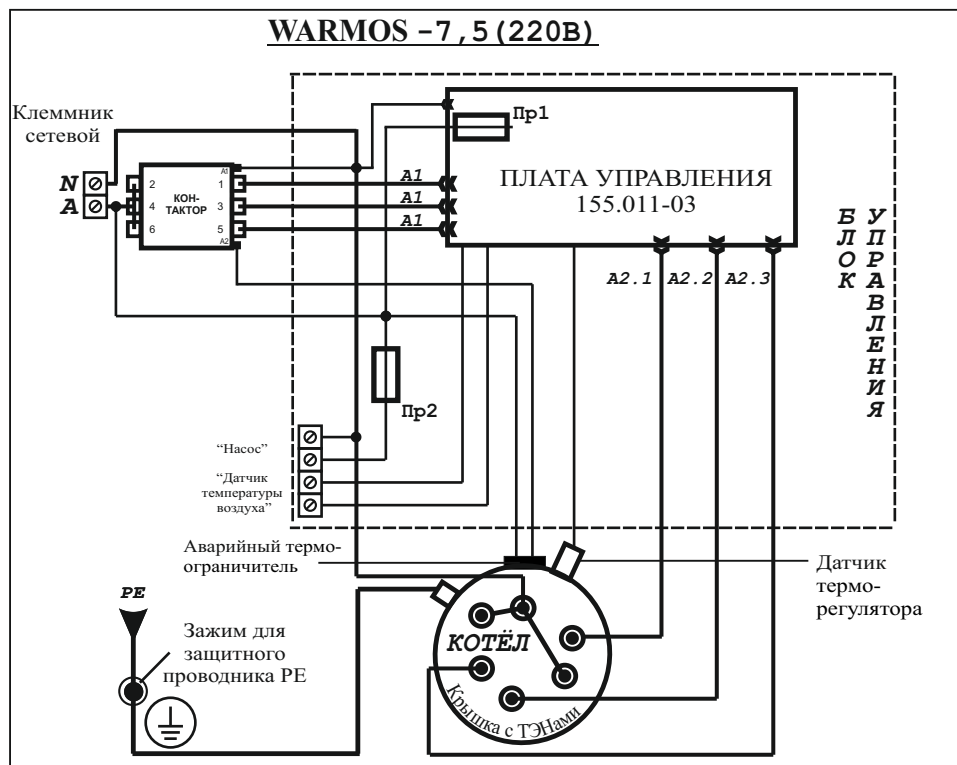 WARMOS -7,5(220В)
Клеммник
сетевой
N
A
A1
2
1
КОН-
ТАКТОР
4
3
6
5
A2
A1
A1
A1
Пр1
ПЛАТА УПРАВЛЕНИЯ
155.011-03
A2.1
A2.2
A2.3
БЛОК
УПРАВЛЕНИЯ
Пр2
“Насос”
“Датчик
температуры
воздуха”
Аварийный термо-
ограничитель
Датчик
термо-
регулятора
PE
Зажим для
защитного
проводника PE
КОТЁЛ
Крышка с ТЭНами